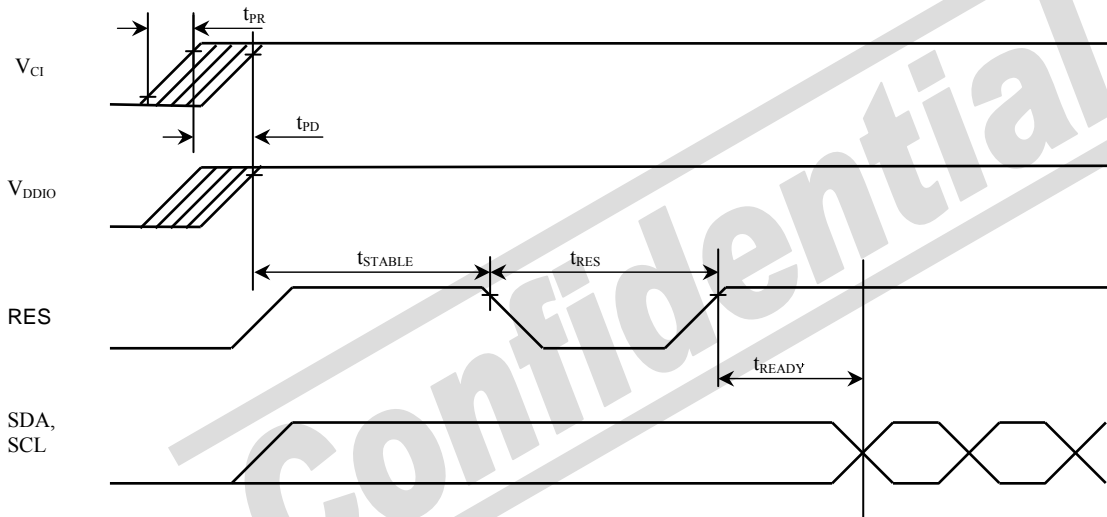 tPR
VCI
tPD
VDDIO
tSTABLE
tRES
RES
tREADY
SDA,
SCL
Confidential